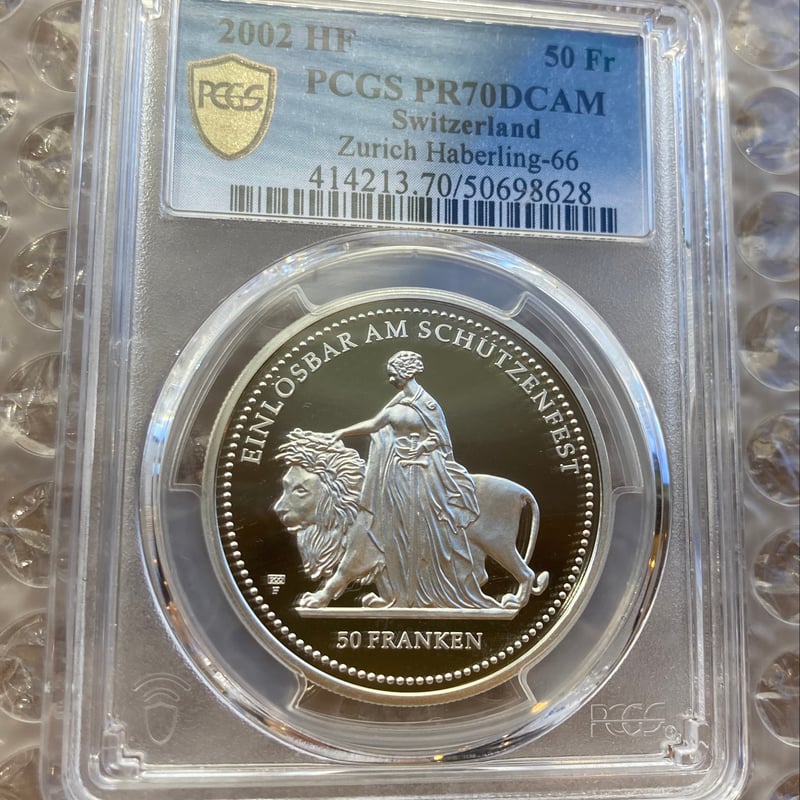 2002 HF
50 Fr
PCGS
PCGS PR70DCAM
Switzerland
Zurich Haberling-66
414213.70/50698628
EINLÖSBAR AM SCHÜTZENFEST
50 FRANKEN
PCGS